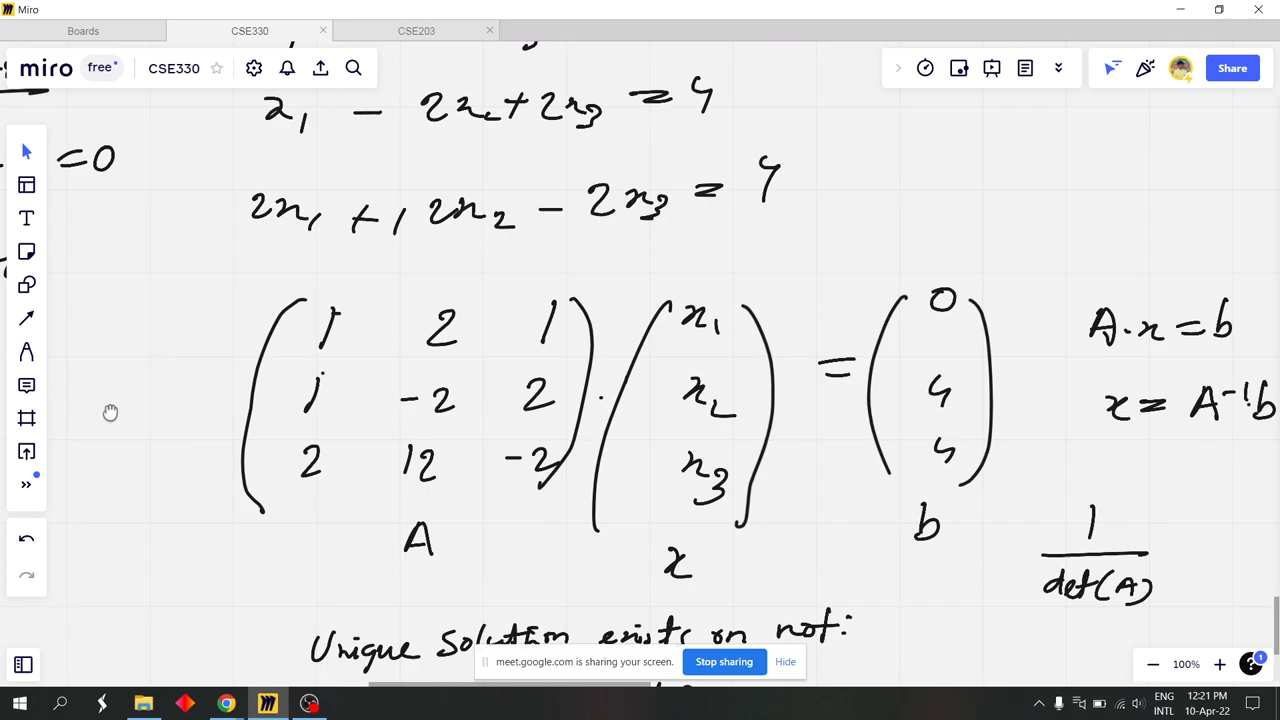 Miro
Boards
CSE330
CSE203
miro
free
CSE330
Share
x₁ - 2x₂ + 2x₃ = 4
= 0
2x₁ + 12x₂ - 2x₃ = 4
1 2 1
1 -2 2
2 12 -2
A
.
x₁
x₂
x₃
x
=
0
4
4
b
A.x = b
x = A⁻¹.b
1
det(A)
Unique solution exists or not:
meet.google.com is sharing your screen.
Stop sharing
Hide
100%
1
ENG
INTL
12:21 PM
10-Apr-22